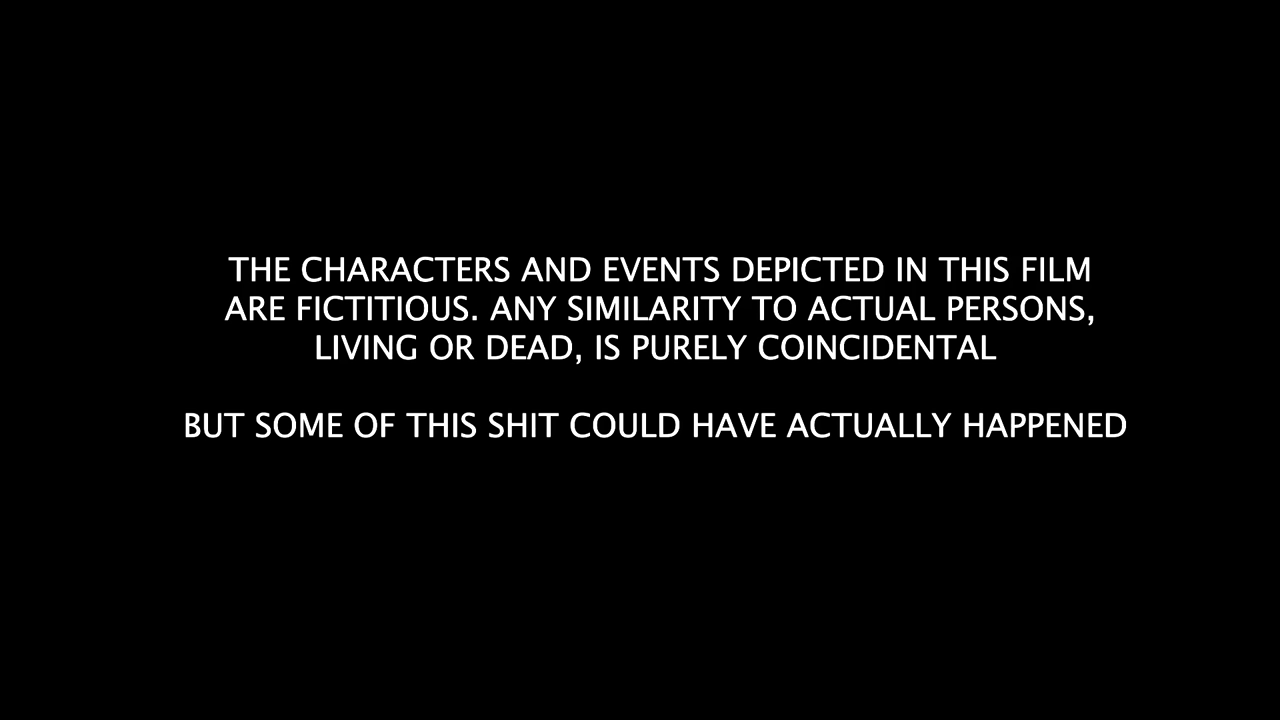 THE CHARACTERS AND EVENTS DEPICTED IN THIS FILM
ARE FICTITIOUS. ANY SIMILARITY TO ACTUAL PERSONS,
LIVING OR DEAD, IS PURELY COINCIDENTAL
BUT SOME OF THIS SHIT COULD HAVE ACTUALLY HAPPENED